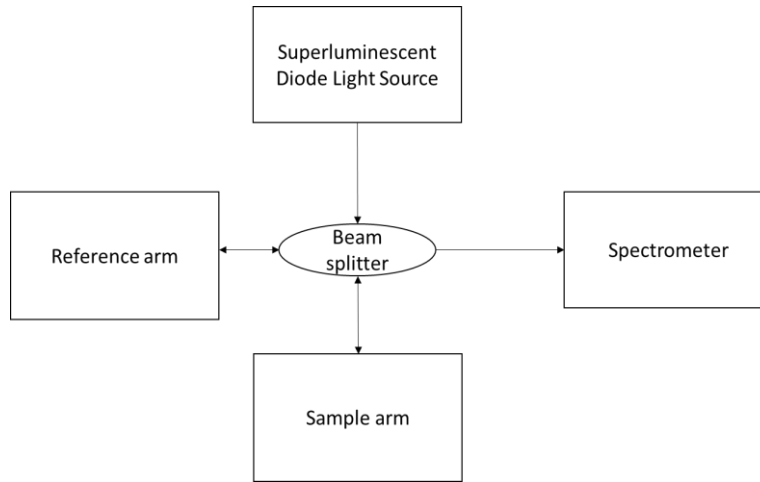 Superluminescent
Diode Light Source
Reference arm
Beam
splitter
Spectrometer
Sample arm